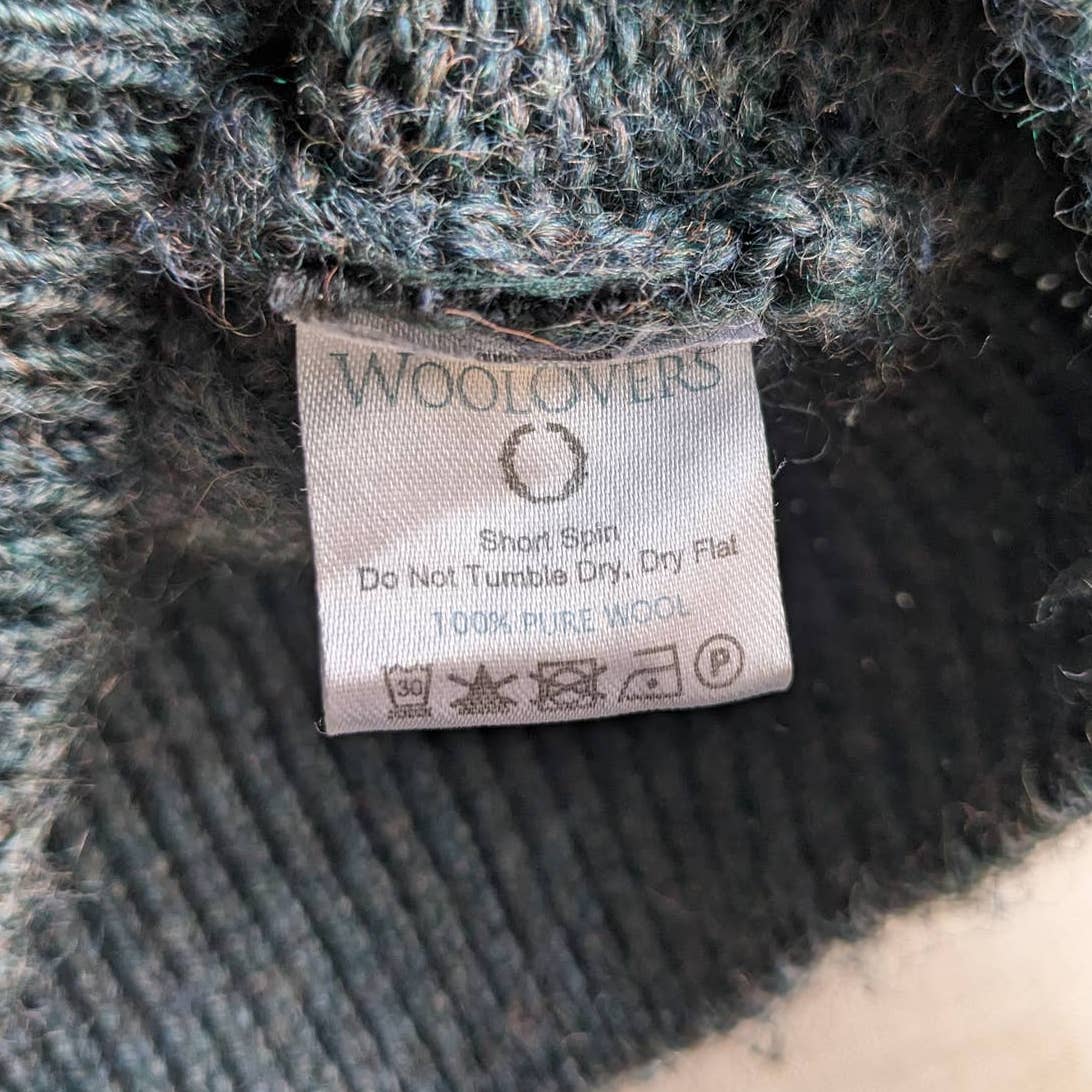 WOOLOVERS
Short Spin
Do Not Tumble Dry. Dry Flat
100% PURE WOOL
30 P